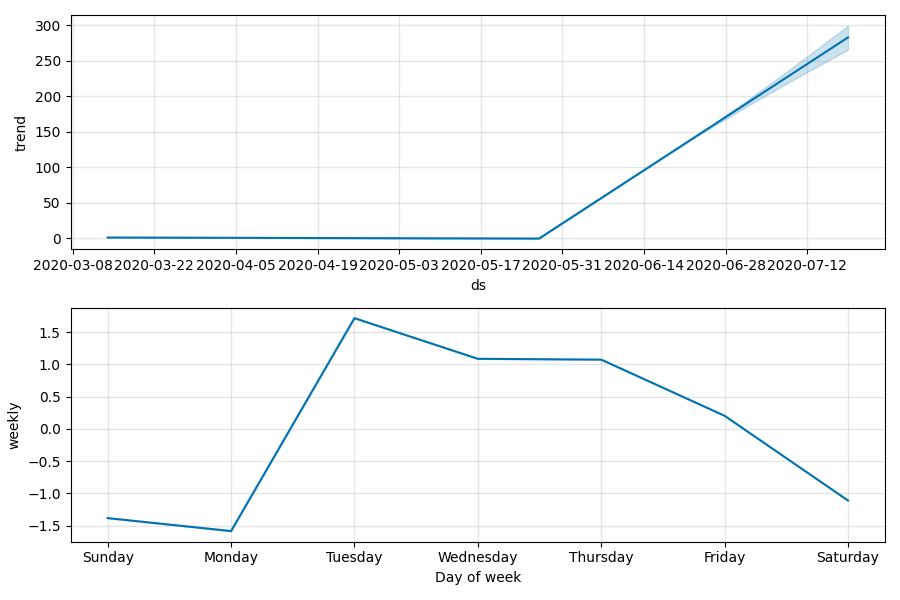 300
250
200
150
100
50
0
trend
2020-03-08 2020-03-22 2020-04-05 2020-04-19 2020-05-03 2020-05-17 2020-05-31 2020-06-14 2020-06-28 2020-07-12
ds
1.5
1.0
0.5
0.0
−0.5
−1.0
−1.5
weekly
Sunday Monday Tuesday Wednesday Thursday Friday Saturday
Day of week